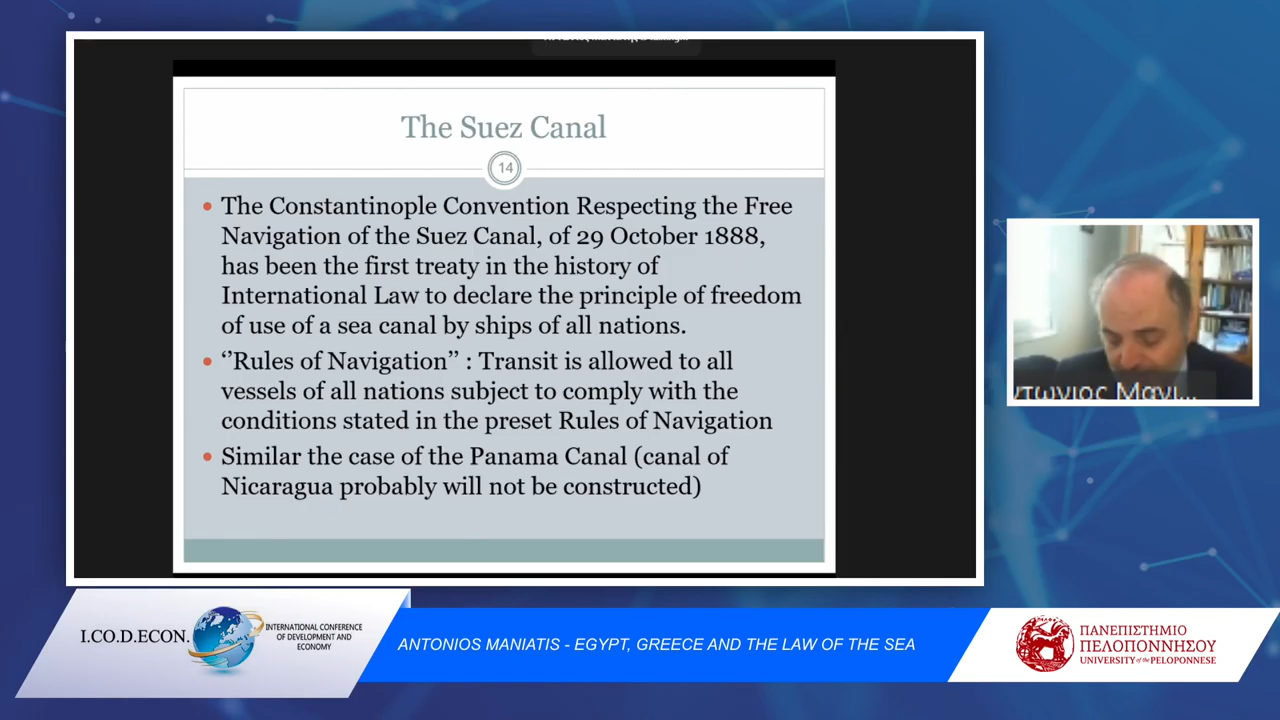 The Suez Canal
14
• The Constantinople Convention Respecting the Free
Navigation of the Suez Canal, of 29 October 1888,
has been the first treaty in the history of
International Law to declare the principle of freedom
of use of a sea canal by ships of all nations.
• ‘’Rules of Navigation’’ : Transit is allowed to all
vessels of all nations subject to comply with the
conditions stated in the preset Rules of Navigation
• Similar the case of the Panama Canal (canal of
Nicaragua probably will not be constructed)
ντώνιος Μανι...
I.CO.D.ECON.
INTERNATIONAL CONFERENCE
OF DEVELOPMENT AND
ECONOMY
ANTONIOS MANIATIS - EGYPT, GREECE AND THE LAW OF THE SEA
ΠΑΝΕΠΙΣΤΗΜΙΟ
ΠΕΛΟΠΟΝΝΗΣΟΥ
UNIVERSITY of the PELOPONNESE